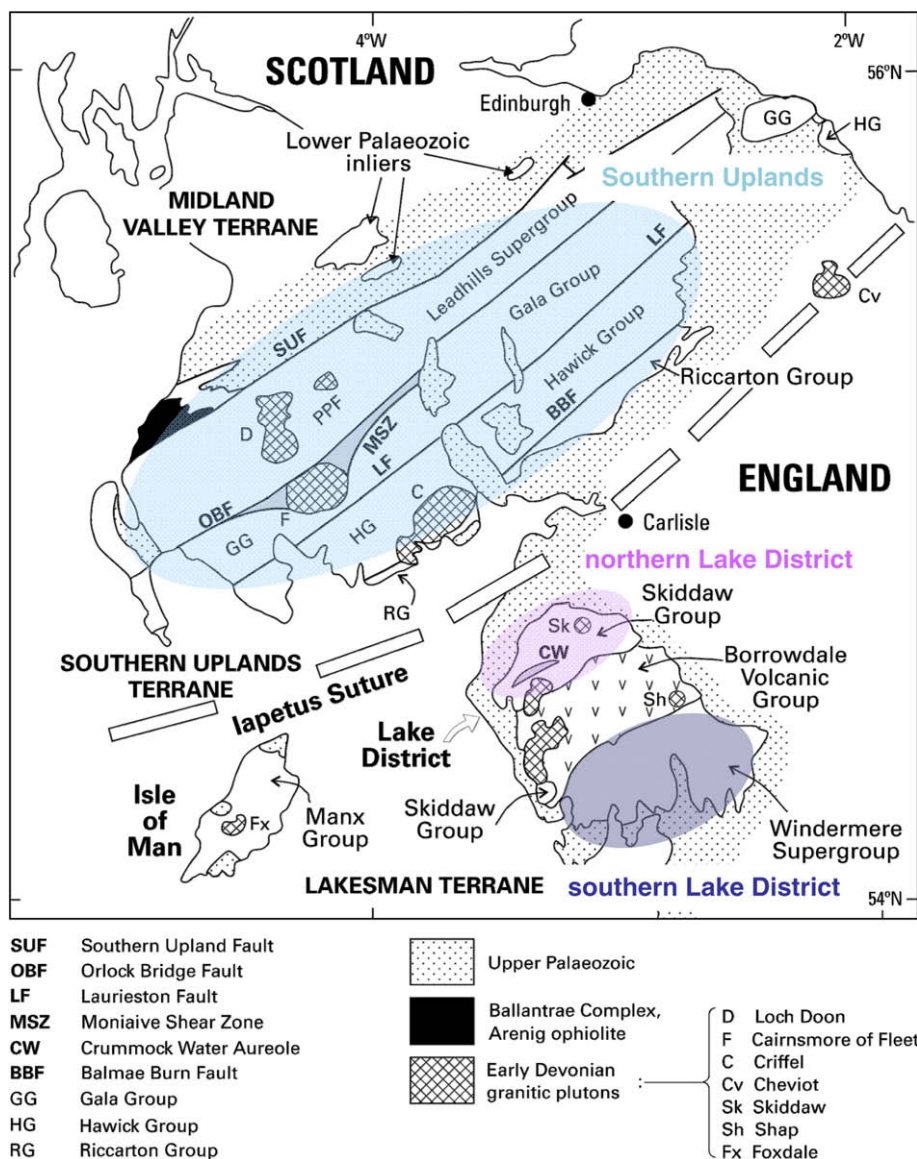 4ºW
2ºW
SCOTLAND
56ºN
Edinburgh
GG
HG
Lower Palaeozoic
inliers
Southern Uplands
MIDLAND
VALLEY TERRANE
Leadhills Supergroup
LF
Cv
Gala Group
SUF
Hawick Group
Riccarton Group
PPF
D
MSZ
BBF
LF
ENGLAND
C
OBF
F
Carlisle
GG
HG
northern Lake District
RG
Skiddaw
Group
Sk
SOUTHERN UPLANDS
TERRANE
CW
Borrowdale
Volcanic
Group
Iapetus Suture
Sh
Lake
District
Isle
of
Man
Fx
Manx
Group
Skiddaw
Group
Windermere
Supergroup
LAKESMAN TERRANE
southern Lake District
54ºN
4ºW
SUF Southern Upland Fault
OBF Orlock Bridge Fault
LF Laurieston Fault
MSZ Moniaive Shear Zone
CW Crummock Water Aureole
BBF Balmae Burn Fault
GG Gala Group
HG Hawick Group
RG Riccarton Group
Upper Palaeozoic
Ballantrae Complex,
Arenig ophiolite
Early Devonian
granitic plutons
:
D Loch Doon
F Cairnsmore of Fleet
C Criffel
Cv Cheviot
Sk Skiddaw
Sh Shap
Fx Foxdale